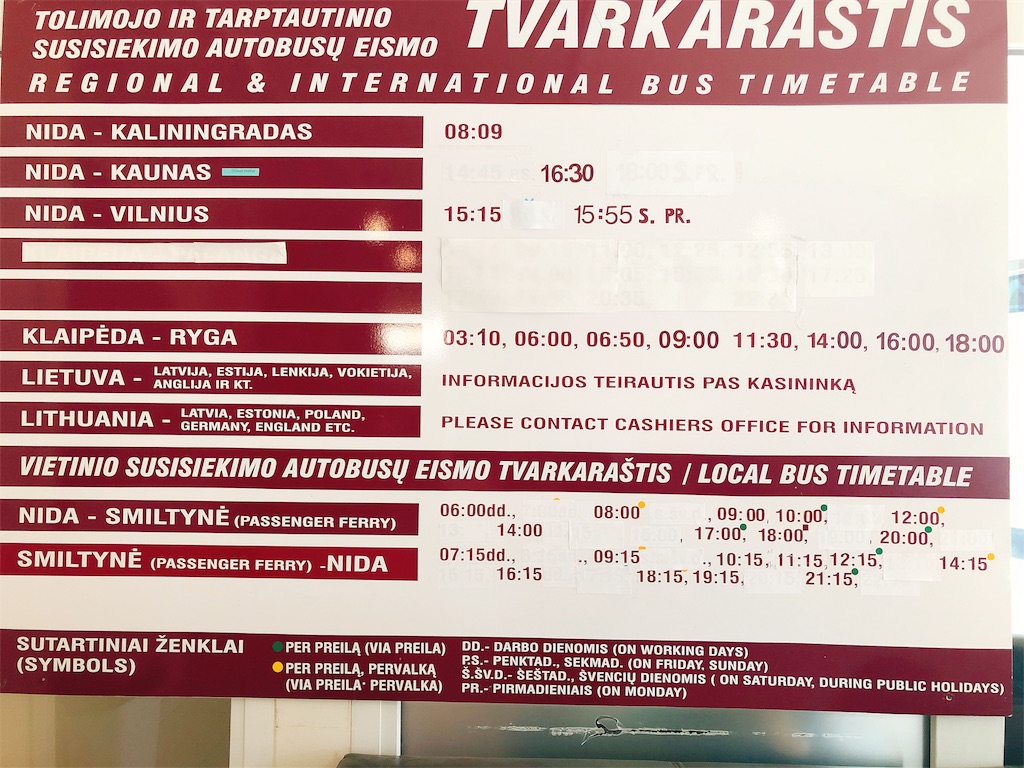 TOLIMOJO IR TARPTAUTINIO
SUSISIEKIMO AUTOBUSŲ EISMO
TVARKARAŠTIS
REGIONAL & INTERNATIONAL BUS TIMETABLE
NIDA - KALININGRADAS 08:09
NIDA - KAUNAS 16:30
NIDA - VILNIUS 15:15 15:55 S. PR.
KLAIPĖDA - RYGA 03:10, 06:00, 06:50, 09:00 11:30, 14:00, 16:00, 18:00
LIETUVA - LATVIJA, ESTIJA, LENKIJA, VOKIETIJA,
ANGLIJA IR KT.
INFORMACIJOS TEIRAUTIS PAS KASININKĄ
LITHUANIA - LATVIA, ESTONIA, POLAND,
GERMANY, ENGLAND ETC.
PLEASE CONTACT CASHIERS OFFICE FOR INFORMATION
VIETINIO SUSISIEKIMO AUTOBUSŲ EISMO TVARKARAŠTIS / LOCAL BUS TIMETABLE
NIDA - SMILTYNĖ (PASSENGER FERRY)
06:00dd., 08:00 , 09:00, 10:00, 12:00,
14:00 17:00, 18:00, 20:00,
SMILTYNĖ (PASSENGER FERRY) -NIDA
07:15dd., ., 09:15 , 10:15, 11:15, 12:15, 14:15
16:15 18:15, 19:15, 21:15,
SUTARTINIAI ŽENKLAI
(SYMBOLS)
PER PREILĄ (VIA PREILA)
PER PREILĄ, PERVALKĄ
(VIA PREILA- PERVALKA)
DD.- DARBO DIENOMIS (ON WORKING DAYS)
P.S.- PENKTAD., SEKMAD. (ON FRIDAY, SUNDAY)
Š.ŠV.D.- ŠEŠTAD., ŠVENČIŲ DIENOMIS ( ON SATURDAY, DURING PUBLIC HOLIDAYS)
PR.- PIRMADIENIAIS (ON MONDAY)